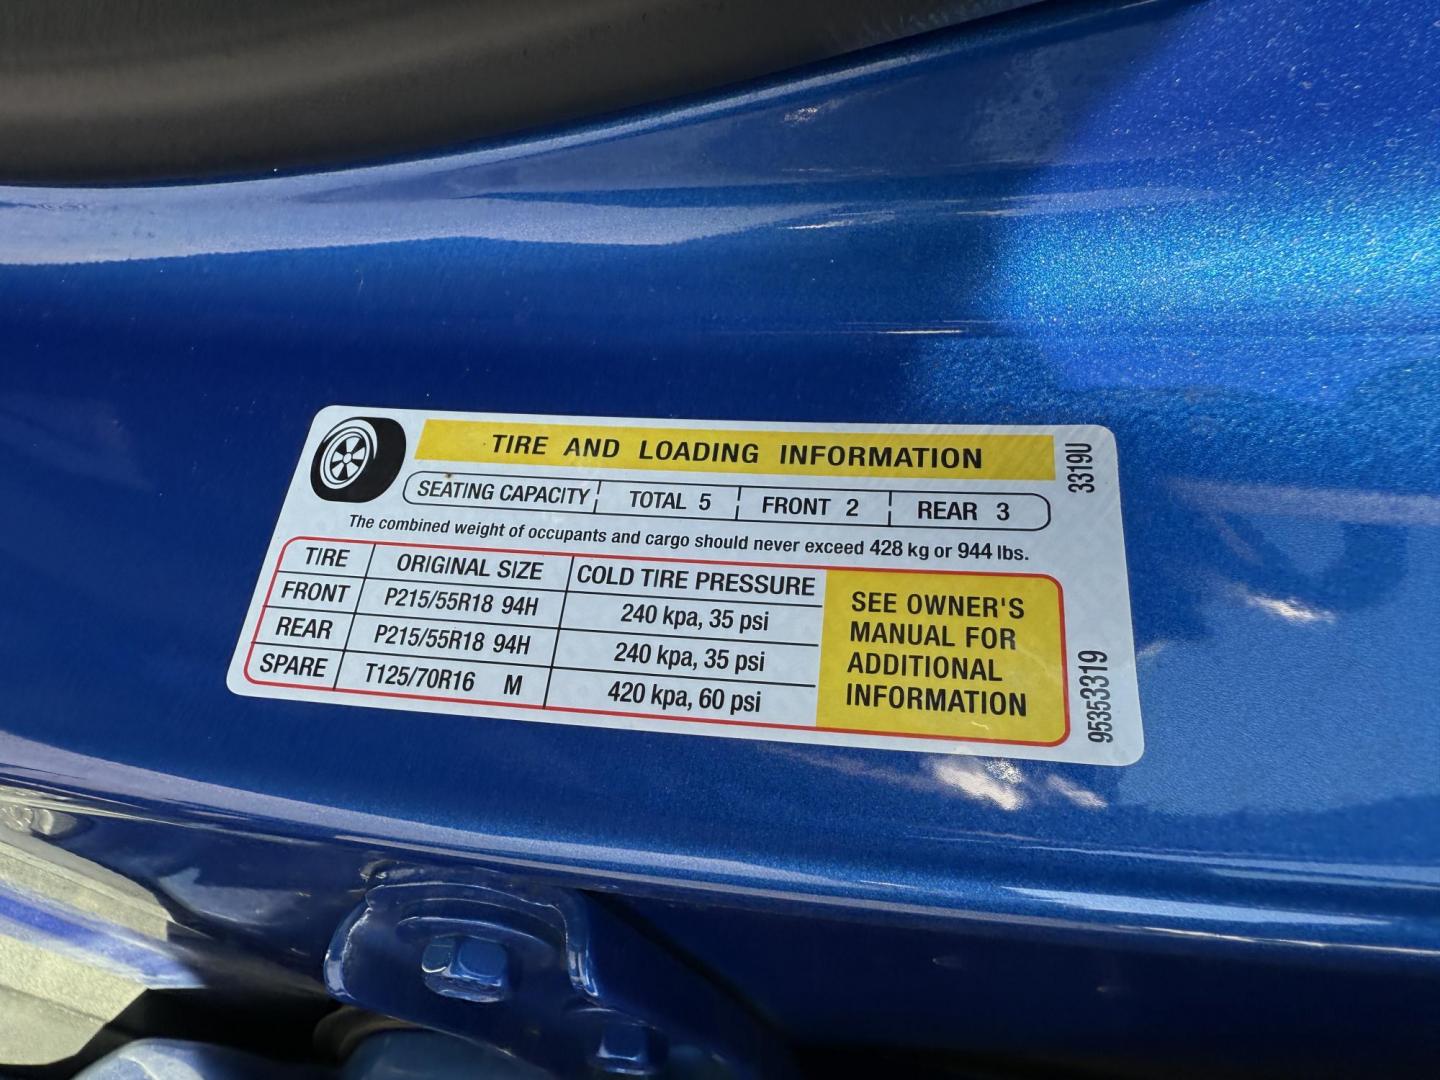 TIRE AND LOADING INFORMATION
SEATING CAPACITY TOTAL 5 FRONT 2 REAR 3
The combined weight of occupants and cargo should never exceed 428 kg or 944 lbs.
TIRE ORIGINAL SIZE COLD TIRE PRESSURE
FRONT P215/55R18 94H 240 kpa, 35 psi
REAR P215/55R18 94H 240 kpa, 35 psi
SPARE T125/70R16 M 420 kpa, 60 psi
SEE OWNER'S
MANUAL FOR
ADDITIONAL
INFORMATION
3319U
95353319